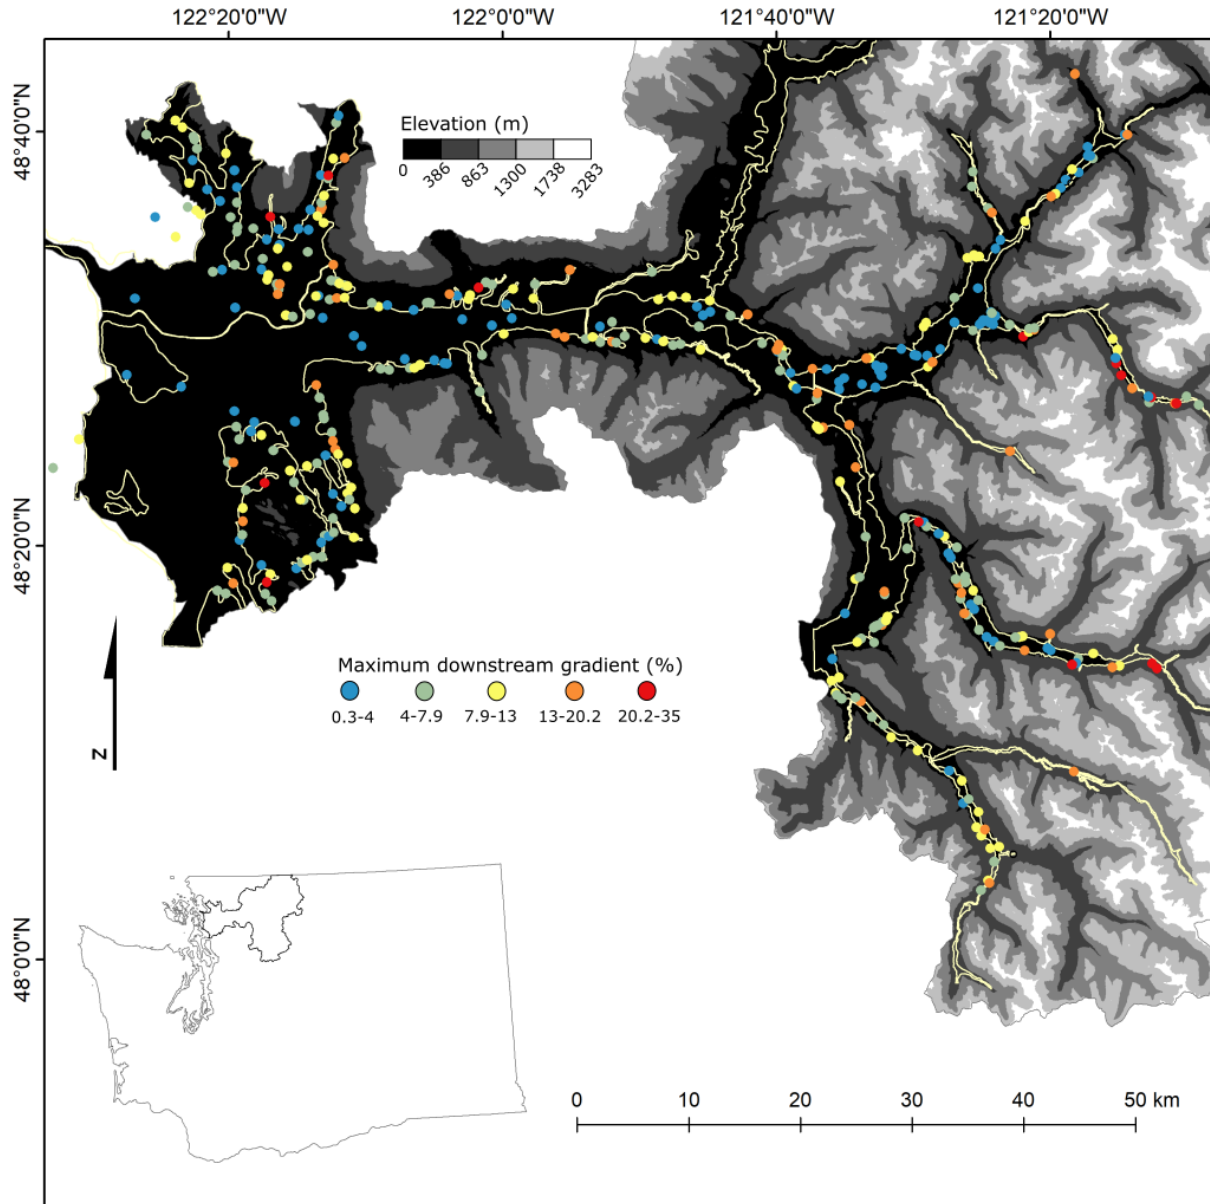 122°20'0"W 122°0'0"W 121°40'0"W 121°20'0"W
48°40'0"N
Elevation (m)
0 386 863 1300 1738 3283
48°20'0"N
Maximum downstream gradient (%)
0.3-4 4-7.9 7.9-13 13-20.2 20.2-35
N
48°0'0"N
0 10 20 30 40 50 km